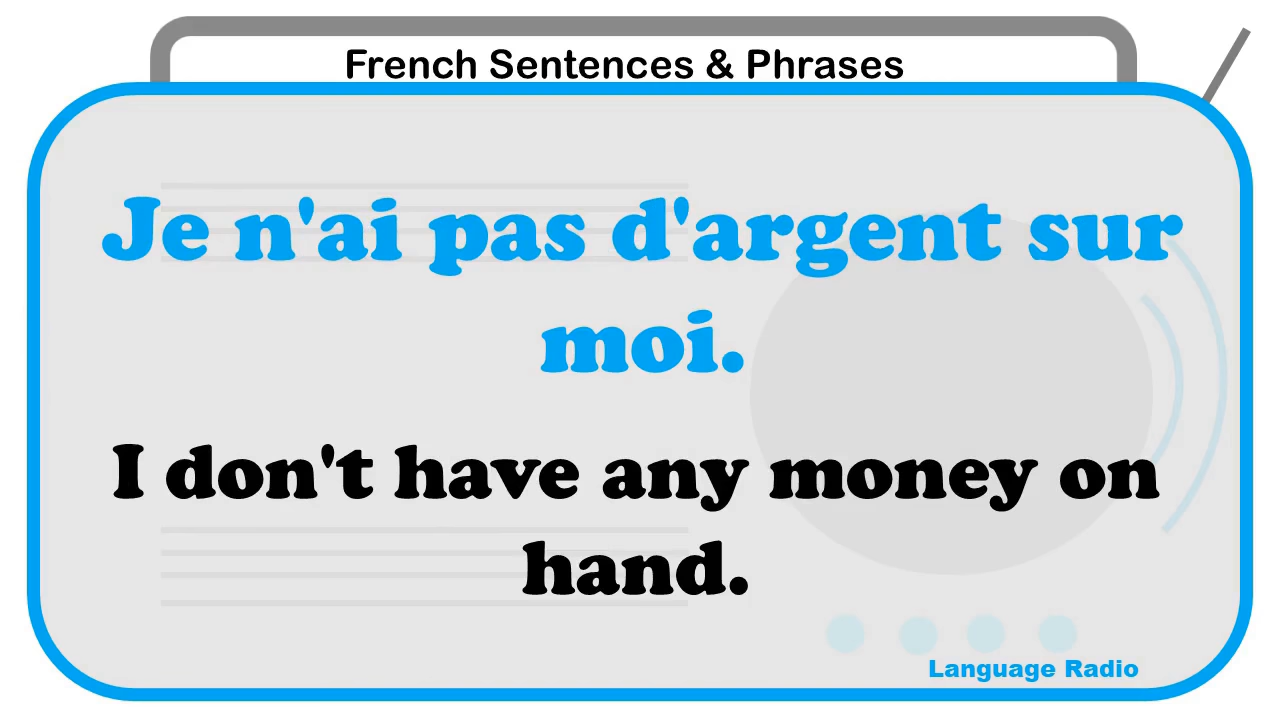 French Sentences & Phrases
Je n'ai pas d'argent sur
moi.
I don't have any money on
hand.
Language Radio